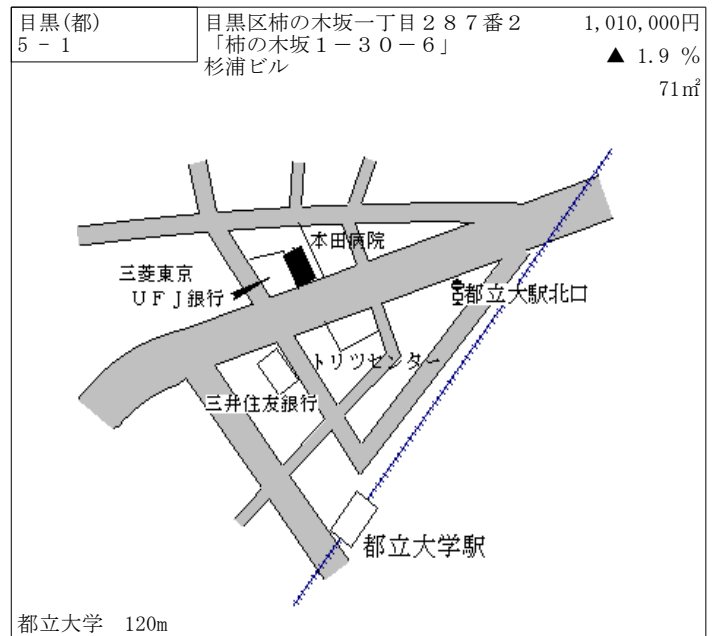 目黒(都)
5 - 1
目黒区柿の木坂一丁目２８７番２
「柿の木坂１－３０－６」
杉浦ビル
1,010,000円
▲ 1.9 %
71㎡
本田病院
三菱東京
ＵＦＪ銀行
都立大駅北口
トリツセンター
三井住友銀行
都立大学駅
都立大学 120m